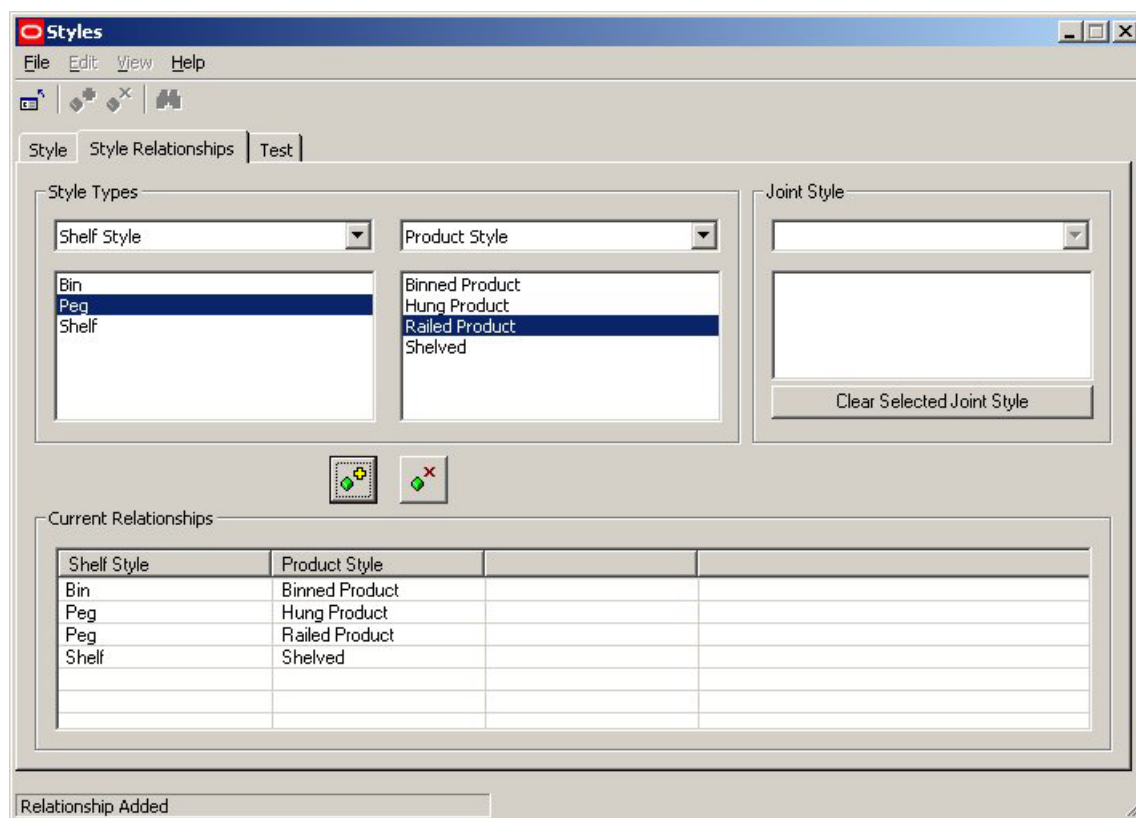 Styles
File Edit View Help
Style Style Relationships Test
Style Types Joint Style
Shelf Style Product Style
Bin Binned Product
Peg Hung Product
Shelf Railed Product
Shelved
Clear Selected Joint Style
Current Relationships
Shelf Style Product Style
Bin Binned Product
Peg Hung Product
Peg Railed Product
Shelf Shelved
Relationship Added